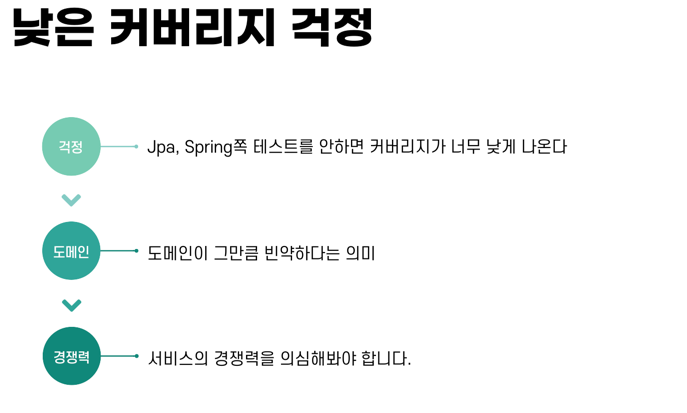 낮은 커버리지 걱정
걱정
Jpa, Spring쪽 테스트를 안하면 커버리지가 너무 낮게 나온다
도메인
도메인이 그만큼 빈약하다는 의미
경쟁력
서비스의 경쟁력을 의심해봐야 합니다.